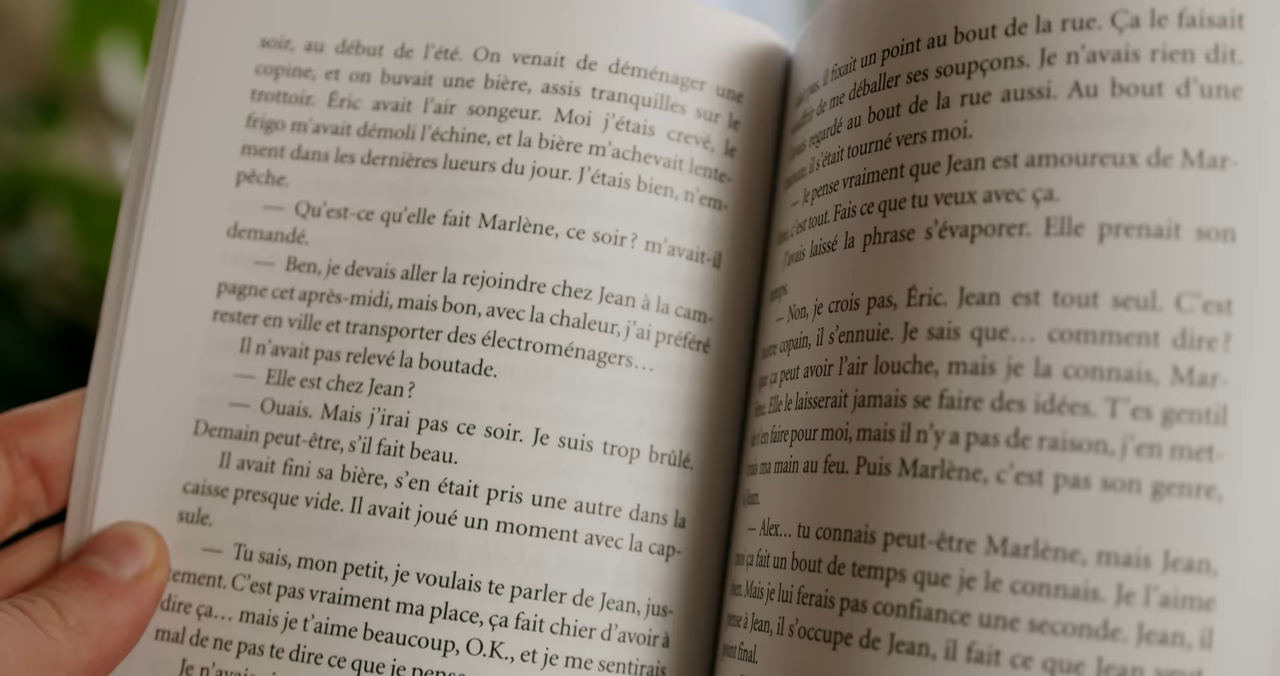 soir, au début de l'été. On venait de déménager une
copine, et on buvait une bière, assis tranquilles sur le
trottoir. Éric avait l'air songeur. Moi j'étais crevé, le
frigo m'avait démoli l'échine, et la bière m'achevait lente-
ment dans les dernières lueurs du jour. J'étais bien, n'em-
pêche.
— Qu'est-ce qu'elle fait Marlène, ce soir? m'avait-il
demandé.
— Ben, je devais aller la rejoindre chez Jean à la cam-
pagne cet après-midi, mais bon, avec la chaleur, j'ai préféré
rester en ville et transporter des électroménagers…
Il n'avait pas relevé la boutade.
— Elle est chez Jean?
— Ouais. Mais j'irai pas ce soir. Je suis trop brûlé.
Demain peut-être, s'il fait beau.
Il avait fini sa bière, s'en était pris une autre dans la
caisse presque vide. Il avait joué un moment avec la cap-
sule.
— Tu sais, mon petit, je voulais te parler de Jean, jus-
tement. C'est pas vraiment ma place, ça fait chier d'avoir à
dire ça… mais je t'aime beaucoup, O.K., et je me sentirais
mal de ne pas te dire ce que je pense
Je n'avais
pas, il fixait un point au bout de la rue. Ça le faisait
de me déballer ses soupçons. Je n'avais rien dit.
regardé au bout de la rue aussi. Au bout d'une
il s'était tourné vers moi.
— Je pense vraiment que Jean est amoureux de Mar-
c'est tout. Fais ce que tu veux avec ça.
J'avais laissé la phrase s'évaporer. Elle prenait son
temps.
— Non, je crois pas, Éric. Jean est tout seul. C'est
copain, il s'ennuie. Je sais que… comment dire?
que ça peut avoir l'air louche, mais je la connais, Mar-
Elle le laisserait jamais se faire des idées. T'es gentil
de t'en faire pour moi, mais il n'y a pas de raison, j'en met-
ma main au feu. Puis Marlène, c'est pas son genre,
— Alex… tu connais peut-être Marlène, mais Jean,
ça fait un bout de temps que je le connais. Je l'aime
bien. Mais je lui ferais pas confiance une seconde. Jean, il
pense à Jean, il s'occupe de Jean, il fait ce que Jean veut
point final.